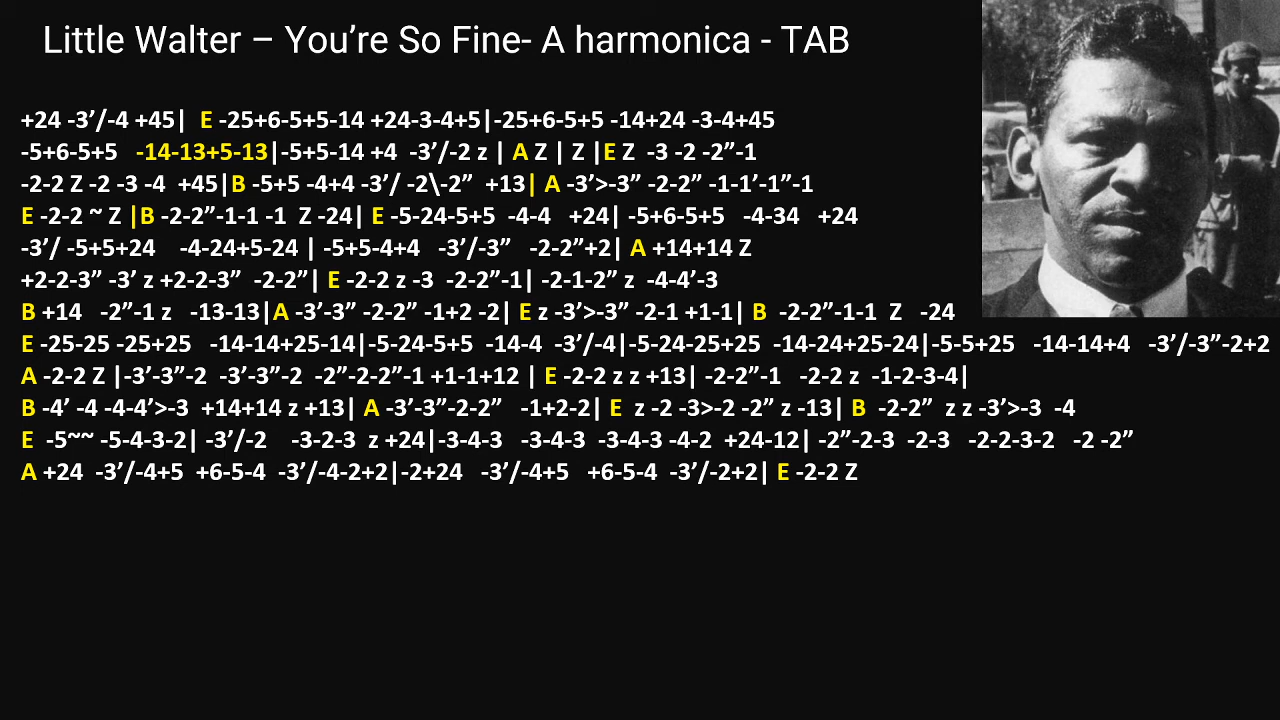 Little Walter – You’re So Fine- A harmonica - TAB
+24 -3’/-4 +45| E -25+6-5+5-14 +24-3-4+5|-25+6-5+5 -14+24 -3-4+45
-5+6-5+5 -14-13+5-13|-5+5-14 +4 -3’/-2 z | A Z | Z |E Z -3 -2 -2”-1
-2-2 Z -2 -3 -4 +45|B -5+5 -4+4 -3’/ -2\-2” +13| A -3’>-3” -2-2” -1-1’-1”-1
E -2-2 ~ Z |B -2-2”-1-1 -1 Z -24| E -5-24-5+5 -4-4 +24| -5+6-5+5 -4-34 +24
-3’/ -5+5+24 -4-24+5-24 | -5+5-4+4 -3’/-3” -2-2”+2| A +14+14 Z
+2-2-3” -3’ z +2-2-3” -2-2”| E -2-2 z -3 -2-2”-1| -2-1-2” z -4-4’-3
B +14 -2”-1 z -13-13|A -3’-3” -2-2” -1+2 -2| E z -3’>-3” -2-1 +1-1| B -2-2”-1-1 Z -24
E -25-25 -25+25 -14-14+25-14|-5-24-5+5 -14-4 -3’/-4|-5-24-25+25 -14-24+25-24|-5-5+25 -14-14+4 -3’/-3”-2+2
A -2-2 Z |-3’-3”-2 -3’-3”-2 -2”-2-2”-1 +1-1+12 | E -2-2 z z +13| -2-2”-1 -2-2 z -1-2-3-4|
B -4’ -4 -4-4’>-3 +14+14 z +13| A -3’-3”-2-2” -1+2-2| E z -2 -3>-2 -2” z -13| B -2-2” z z -3’>-3 -4
E -5~~ -5-4-3-2| -3’/-2 -3-2-3 z +24|-3-4-3 -3-4-3 -3-4-3 -4-2 +24-12| -2”-2-3 -2-3 -2-2-3-2 -2 -2”
A +24 -3’/-4+5 +6-5-4 -3’/-4-2+2|-2+24 -3’/-4+5 +6-5-4 -3’/-2+2| E -2-2 Z